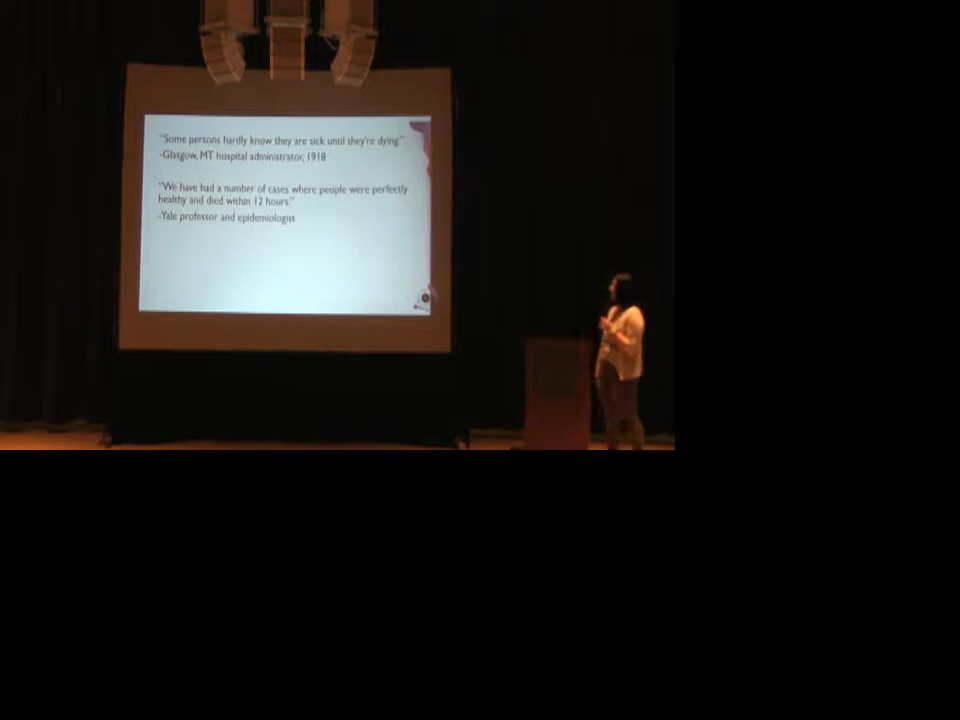 "Some persons hardly know they are sick until they're dying."
-Glasgow, MT hospital administrator, 1918
"We have had a number of cases where people were perfectly
healthy and died within 12 hours."
-Yale professor and epidemiologist